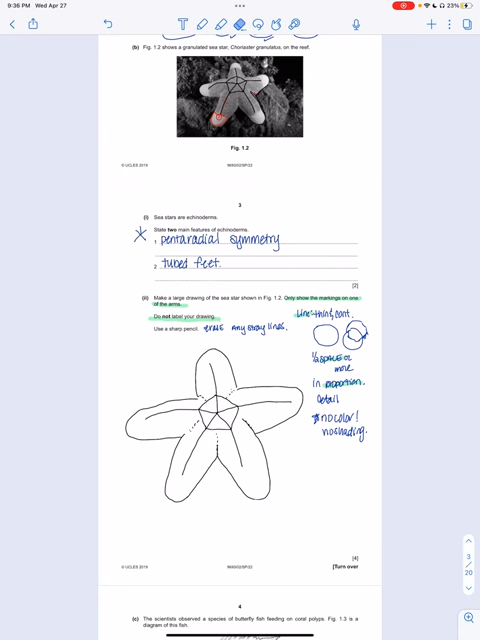 9:36 PM Wed Apr 27
23%
(b) Fig. 1.2 shows a granulated sea star, Choriaster granulatus, on the reef.
Fig. 1.2
© UCLES 2019
9693/02/SP/22
3
(i) Sea stars are echinoderms.
State two main features of echinoderms.
1 pentaradial symmetry
2 tubed feet.
[2]
(ii) Make a large drawing of the sea star shown in Fig. 1.2. Only show the markings on one
of the arms.
Do not label your drawing.
Use a sharp pencil. erase any stray lines.
line: thin, cont.
1/2 space or
more
in proportion.
detail
no color!
no shading.
[4]
© UCLES 2019
9693/02/SP/22
[Turn over
3
/
20
4
(c) The scientists observed a species of butterfly fish feeding on coral polyps. Fig. 1.3 is a
diagram of this fish.